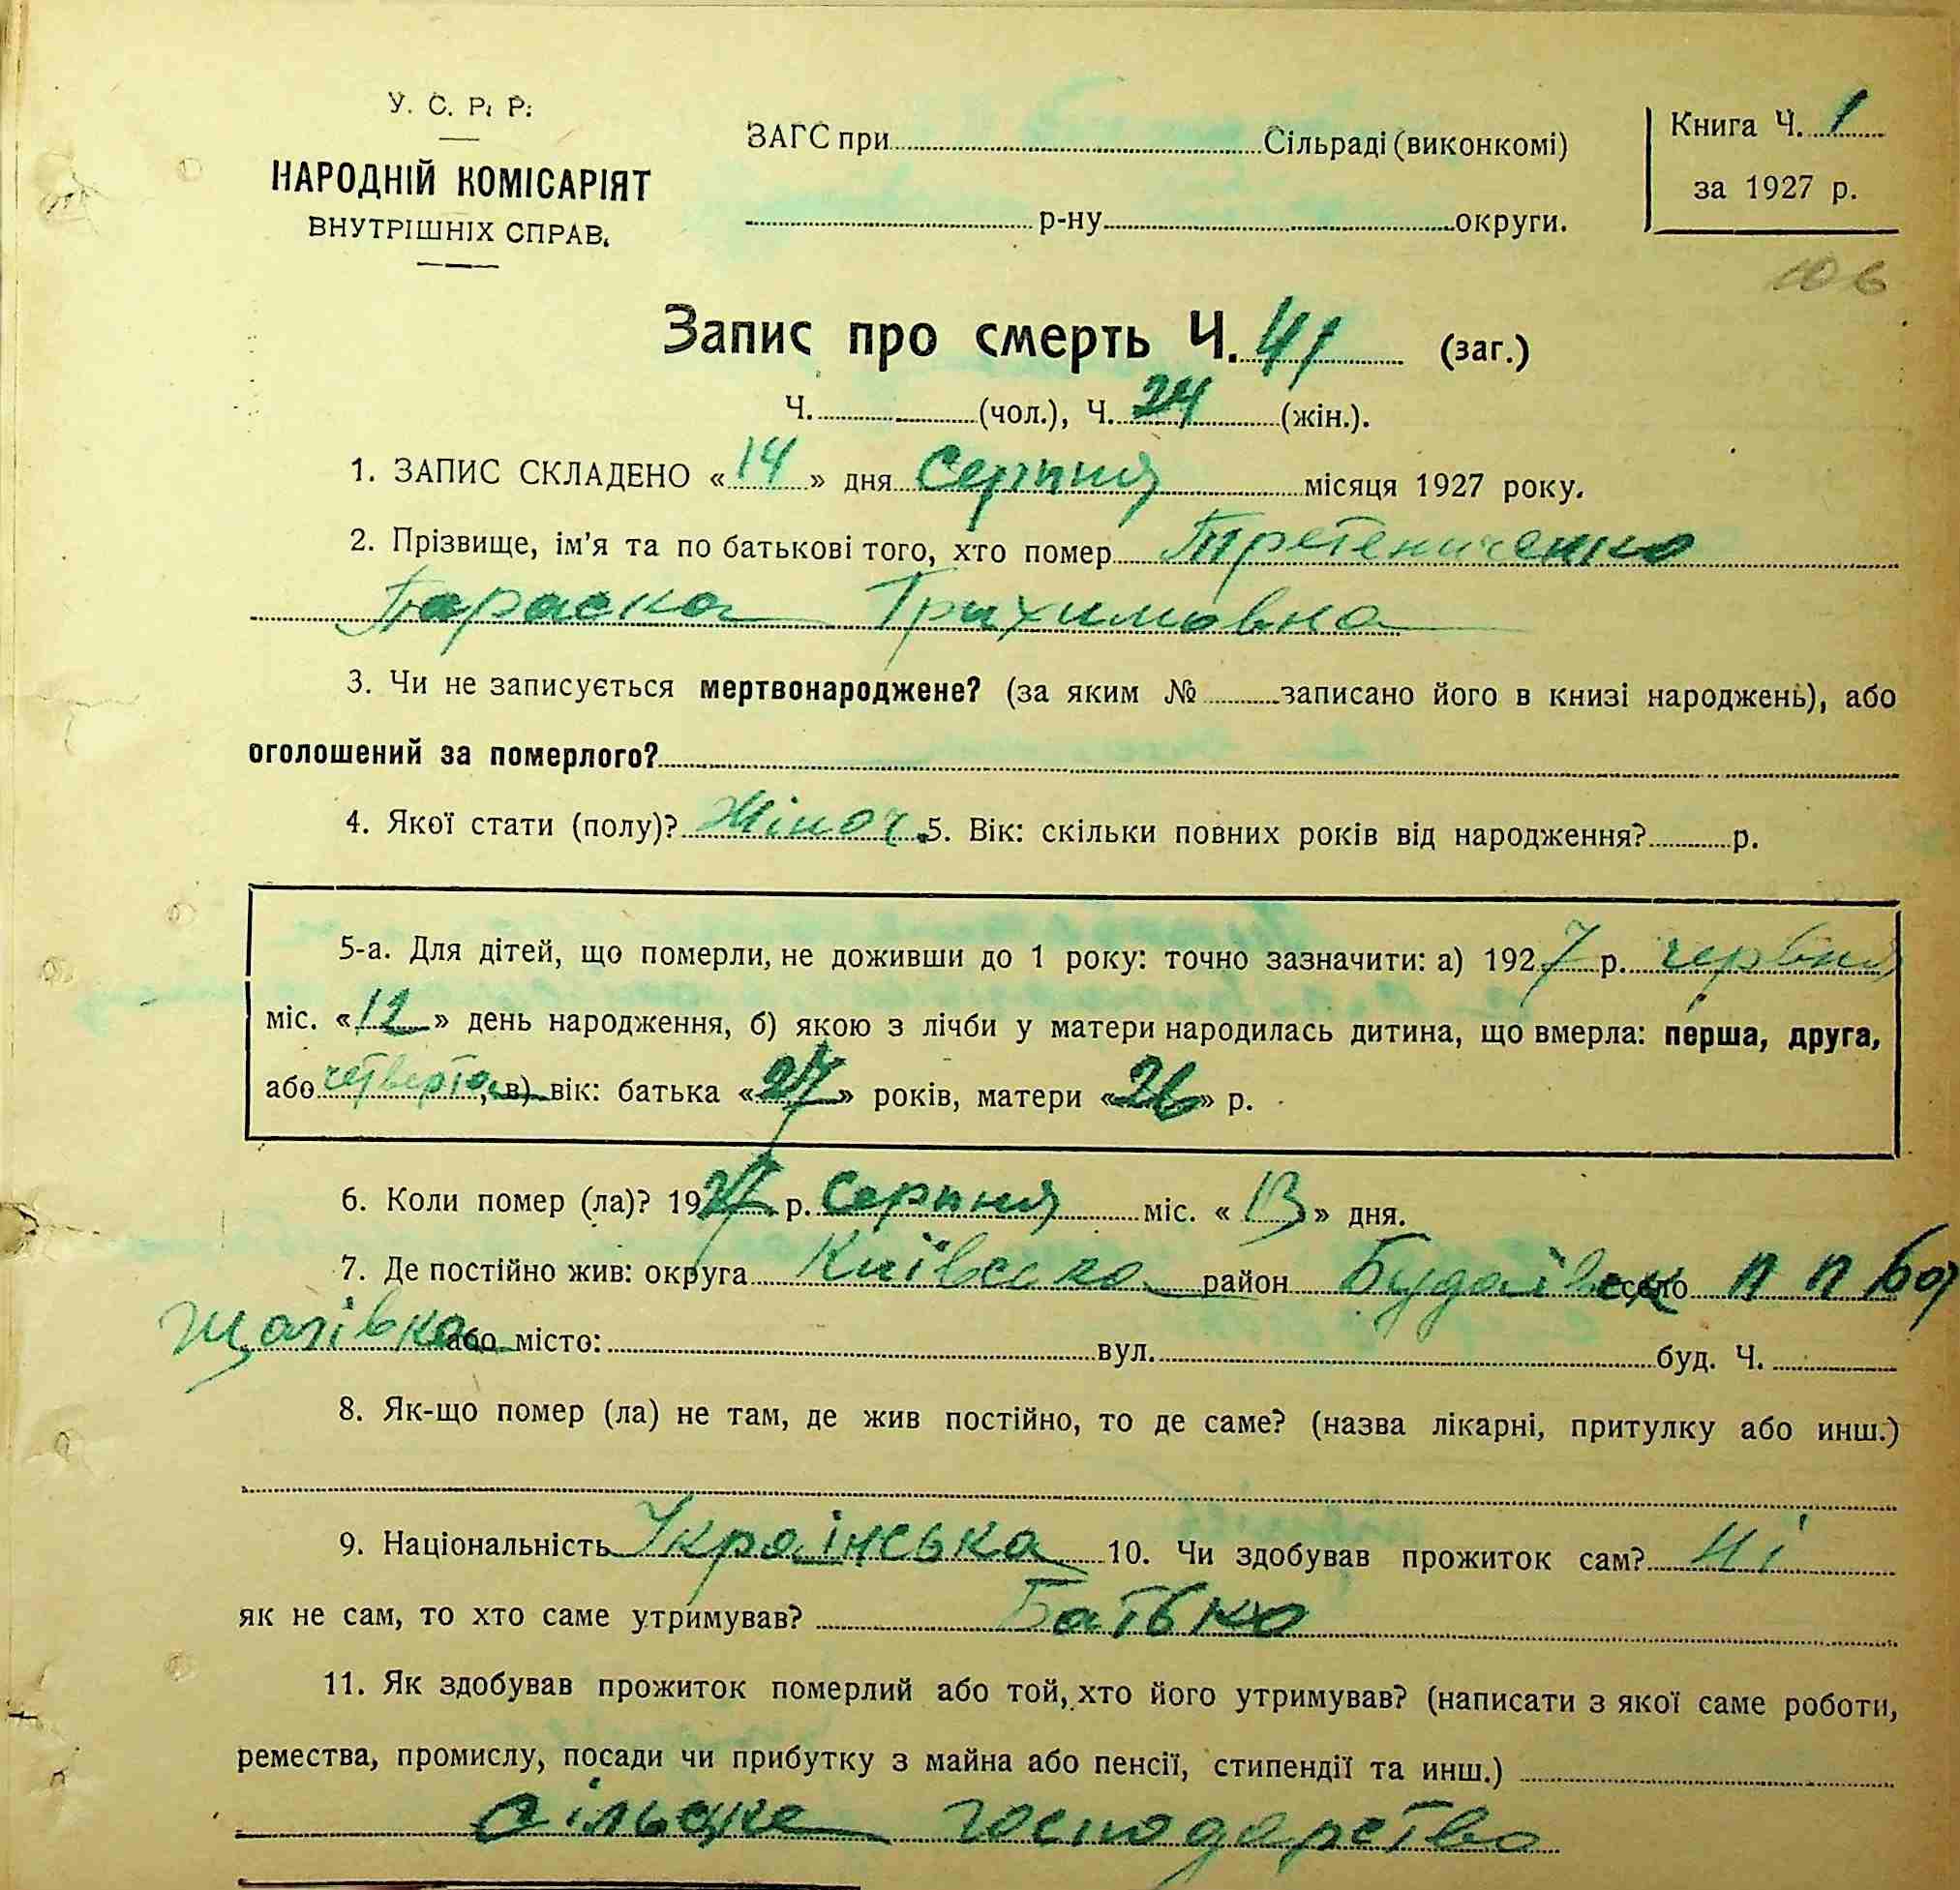 У. С. Р. Р.
НАРОДНІЙ КОМІСАРІЯТ
ВНУТРІШНІХ СПРАВ.
ЗАГС при Сільраді (виконкомі)
р-ну округи.
Книга Ч. 1
за 1927 р.
106
Запис про смерть Ч. 41 (заг.)
Ч. (чол.), Ч. 24 (жін.).
1. ЗАПИС СКЛАДЕНО «14» дня Серпня місяця 1927 року.
2. Прізвище, ім'я та по батькові того, хто помер
Параска Трахимовна
3. Чи не записується мертвонароджене? (за яким № записано його в книзі народжень), або
оголошений за померлого?
4. Якої стати (полу)? Жіноч. 5. Вік: скільки повних років від народження? р.
5-а. Для дітей, що померли, не доживши до 1 року: точно зазначити: а) 1927 р. червня
міс. «12» день народження, б) якою з лічби у матери народилась дитина, що вмерла: перша, друга,
або четверта, в) вік: батька «27» років, матери «26» р.
6. Коли помер (ла)? 1927 р. Серпня міс. «13» дня.
7. Де постійно жив: округа Київська район Будаївск село П П Бор
щагівка або місто: вул. буд. Ч.
8. Як-що помер (ла) не там, де жив постійно, то де саме? (назва лікарні, притулку або инш.)
9. Національність Українська 10. Чи здобував прожиток сам? Ні
як не сам, то хто саме утримував? Батько
11. Як здобував прожиток померлий або той, хто його утримував? (написати з якої саме роботи,
ремества, промислу, посади чи прибутку з майна або пенсії, стипендії та инш.)
сільське господарство